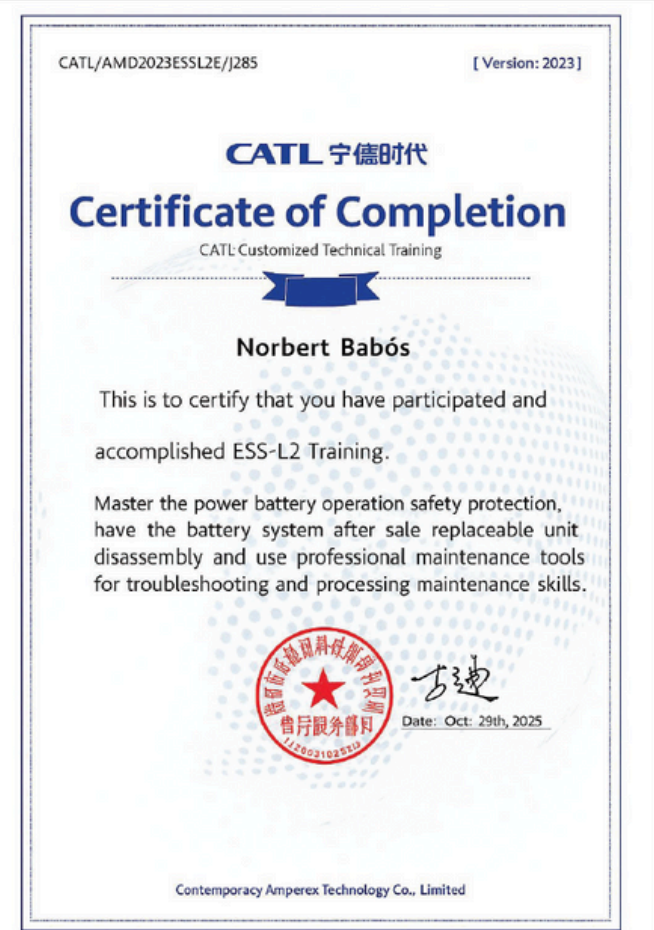 CATL/AMD2023ESSL2E/J285
[ Version: 2023 ]
CATL 宁德时代
Certificate of Completion
CATL Customized Technical Training
Norbert Babós
This is to certify that you have participated and
accomplished ESS-L2 Training.
Master the power battery operation safety protection,
have the battery system after sale replaceable unit
disassembly and use professional maintenance tools
for troubleshooting and processing maintenance skills.
Date: Oct: 29th, 2025
Contemporacy Amperex Technology Co., Limited